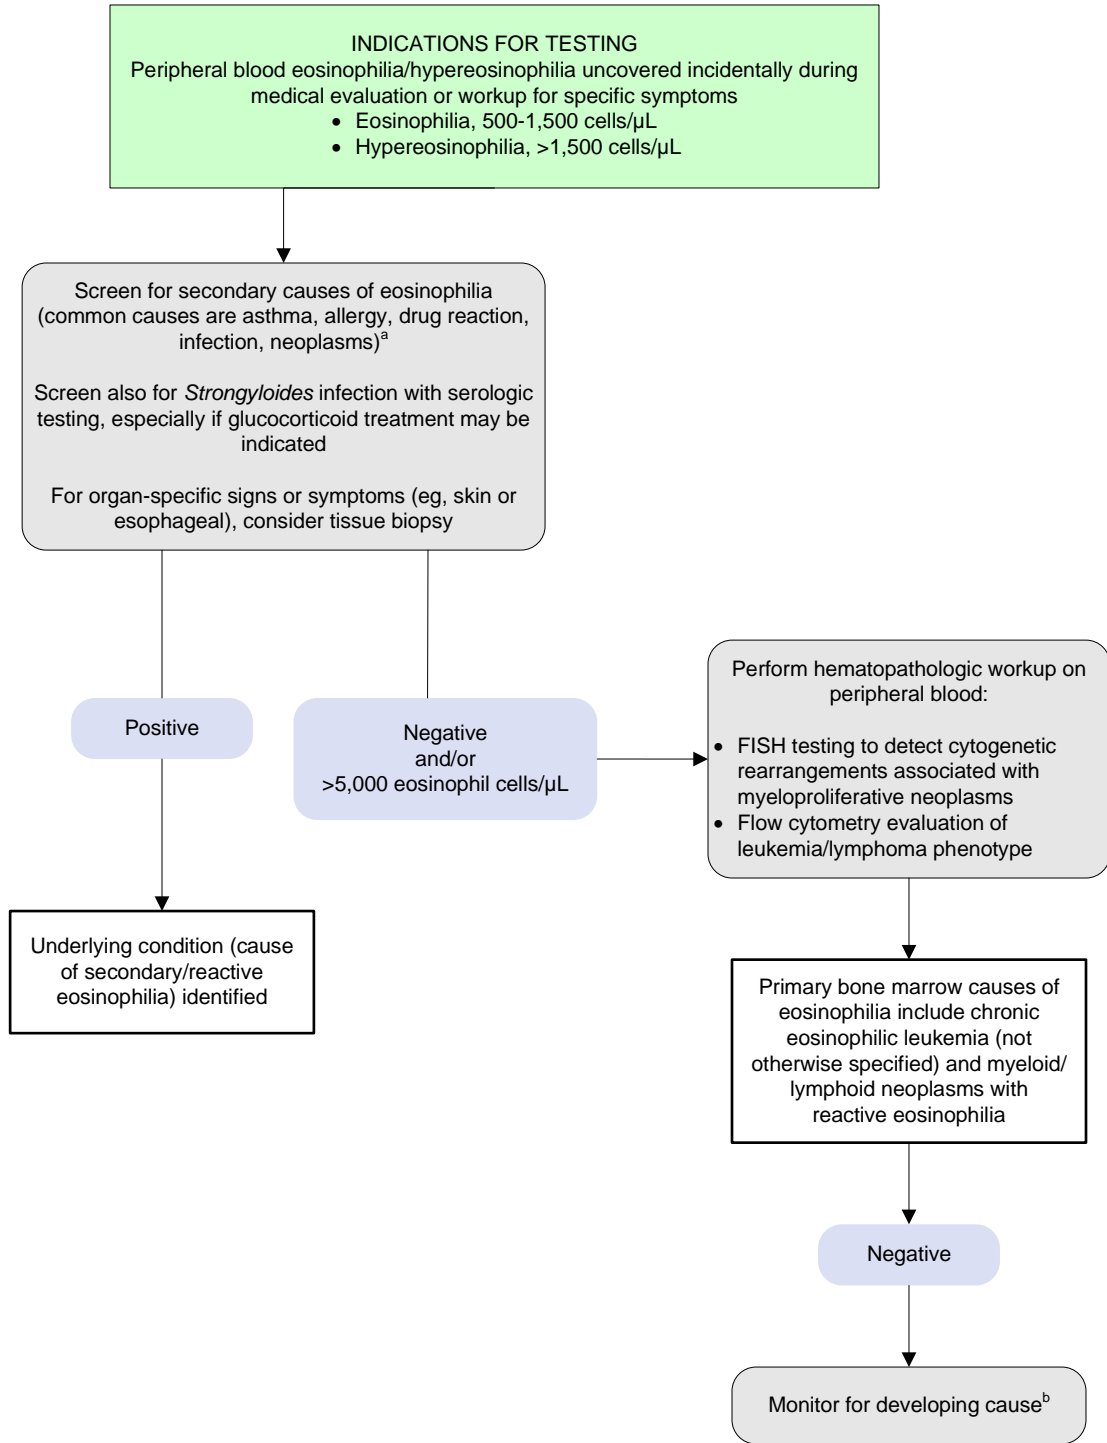 INDICATIONS FOR TESTING
Peripheral blood eosinophilia/hypereosinophilia uncovered incidentally during
medical evaluation or workup for specific symptoms
• Eosinophilia, 500-1,500 cells/µL
• Hypereosinophilia, >1,500 cells/µL
Screen for secondary causes of eosinophilia
(common causes are asthma, allergy, drug reaction,
infection, neoplasms)a
Screen also for Strongyloides infection with serologic
testing, especially if glucocorticoid treatment may be
indicated
For organ-specific signs or symptoms (eg, skin or
esophageal), consider tissue biopsy
Positive
Negative
and/or
>5,000 eosinophil cells/µL
Perform hematopathologic workup on
peripheral blood:
• FISH testing to detect cytogenetic
rearrangements associated with
myeloproliferative neoplasms
• Flow cytometry evaluation of
leukemia/lymphoma phenotype
Underlying condition (cause
of secondary/reactive
eosinophilia) identified
Primary bone marrow causes of
eosinophilia include chronic
eosinophilic leukemia (not
otherwise specified) and myeloid/
lymphoid neoplasms with
reactive eosinophilia
Negative
Monitor for developing causeb